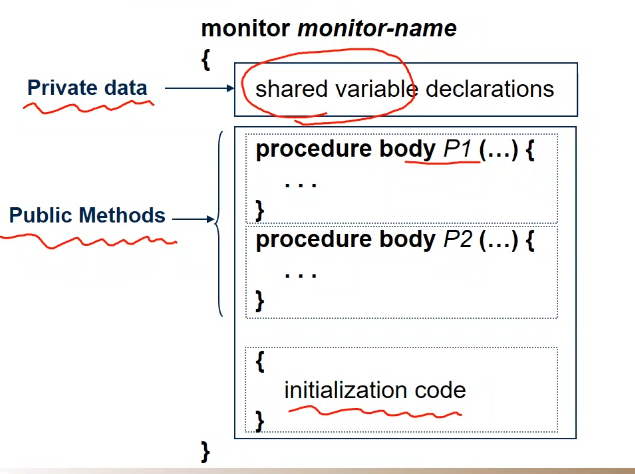 monitor monitor-name
{
Private data
shared variable declarations
procedure body P1 (...) {
...
}
Public Methods
procedure body P2 (...) {
...
}
{
initialization code
}
}